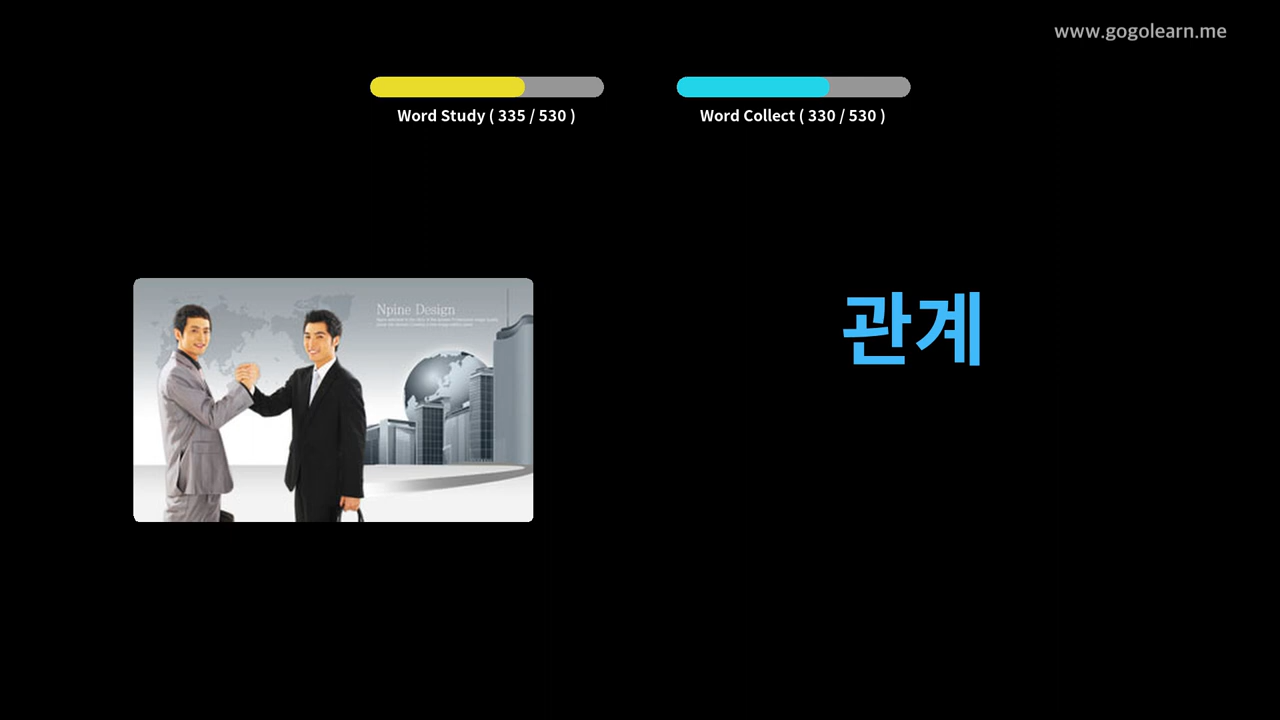 www.gogolearn.me
Word Study ( 335 / 530 )
Word Collect ( 330 / 530 )
Npine Design
관계